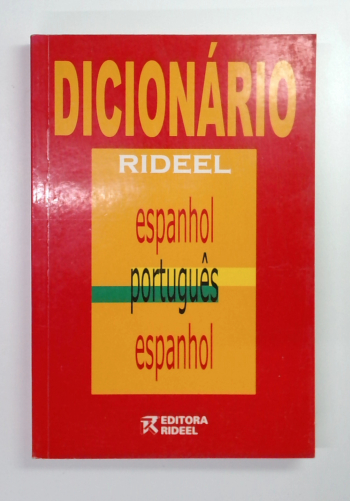 DICIONÁRIO
RIDEEL
espanhol
português
espanhol
EDITORA
RIDEEL